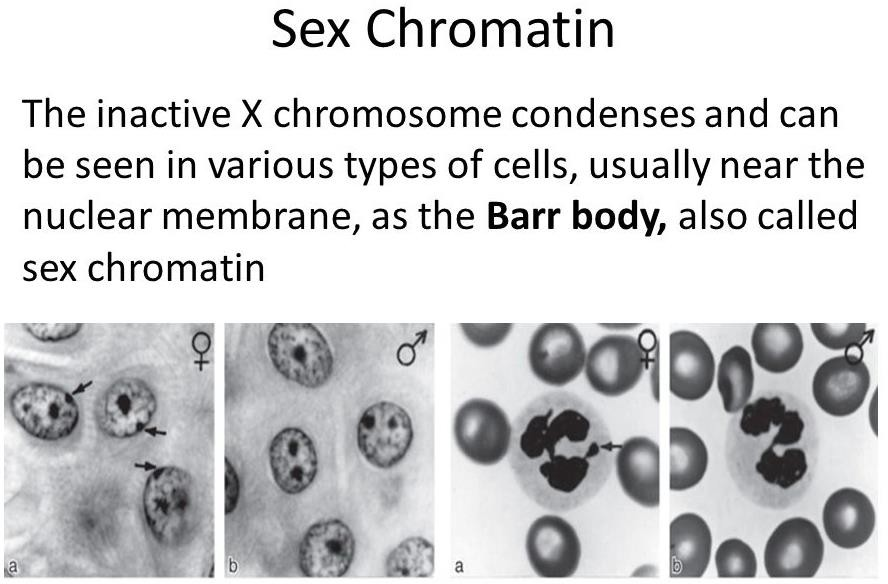 Sex Chromatin
The inactive X chromosome condenses and can
be seen in various types of cells, usually near the
nuclear membrane, as the Barr body, also called
sex chromatin
♀
♂
♀
♂
a
b
a
b